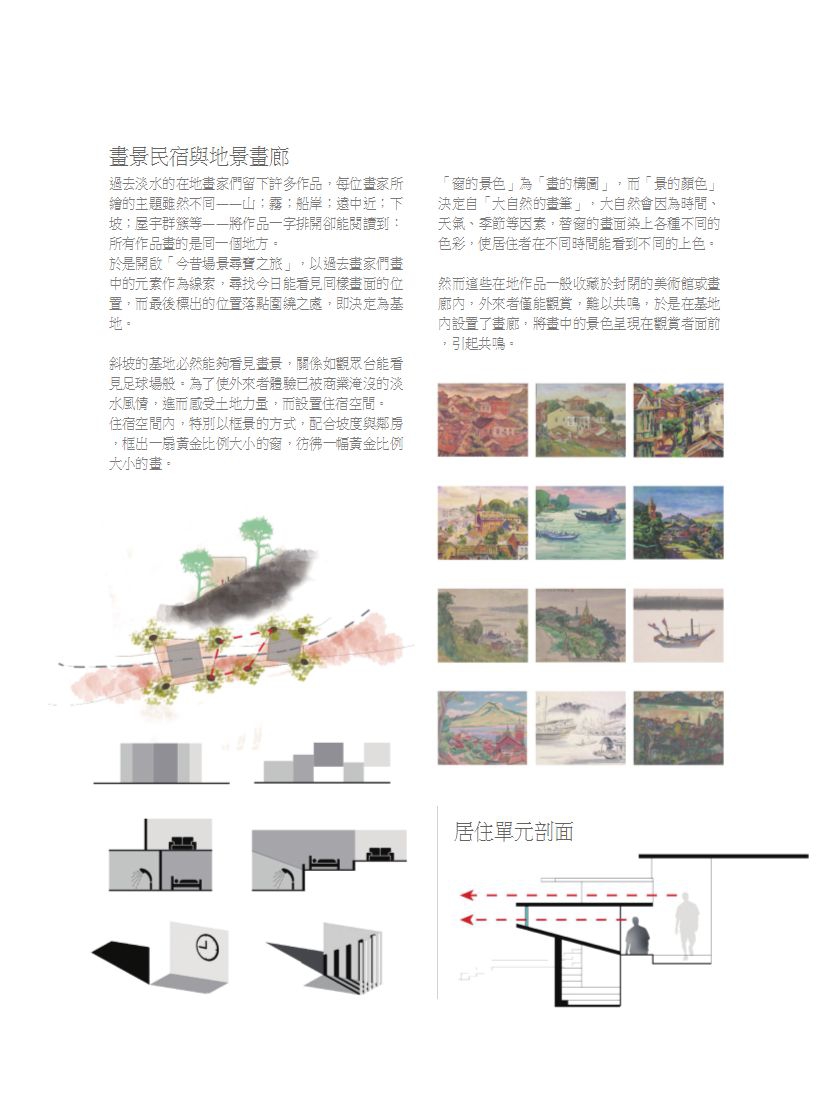 畫景民宿與地景畫廊
過去淡水的在地畫家們留下許多作品，每位畫家所
繪的主題雖然不同——山；霧；船岸；遠中近；下
坡；屋宇群簇等——將作品一字排開卻能閱讀到：
所有作品畫的是同一個地方。
於是開啟「今昔場景尋寶之旅」，以過去畫家們畫
中的元素作為線索，尋找今日能看見同樣畫面的位
置，而最後標出的位置落點圍繞之處，即決定為基
地。
斜坡的基地必然能夠看見畫景，關係如觀眾台能看
見足球場般。為了使外來者體驗已被商業淹沒的淡
水風情，進而感受土地力量，而設置住宿空間。
住宿空間內，特別以框景的方式，配合坡度與鄰房
，框出一扇黃金比例大小的窗，彷彿一幅黃金比例
大小的畫。
「窗的景色」為「畫的構圖」，而「景的顏色」
決定自「大自然的畫筆」，大自然會因為時間、
天氣、季節等因素，替窗的畫面染上各種不同的
色彩，使居住者在不同時間能看到不同的上色。
然而這些在地作品一般收藏於封閉的美術館或畫
廊內，外來者僅能觀賞，難以共鳴，於是在基地
內設置了畫廊，將畫中的景色呈現在觀賞者面前
，引起共鳴。
居住單元剖面